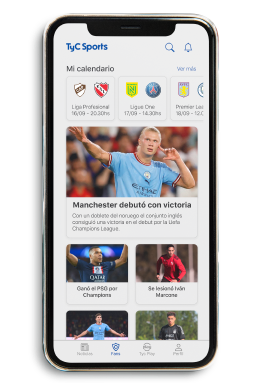 TyC Sports
Mi calendario
Ver más
Liga Profesional
16/09 - 20.30hs
Ligue One
17/09 - 14.30hs
Premier Lea
Manchester debutó con victoria
Con un doblete del noruego el conjunto inglés
consiguió una victoria en el debut por la Uefa
Champions League.
Ganó el PSG por
Champions
Se lesionó Iván
Marcone
Noticias
Fans
Tyc Play
Perfil